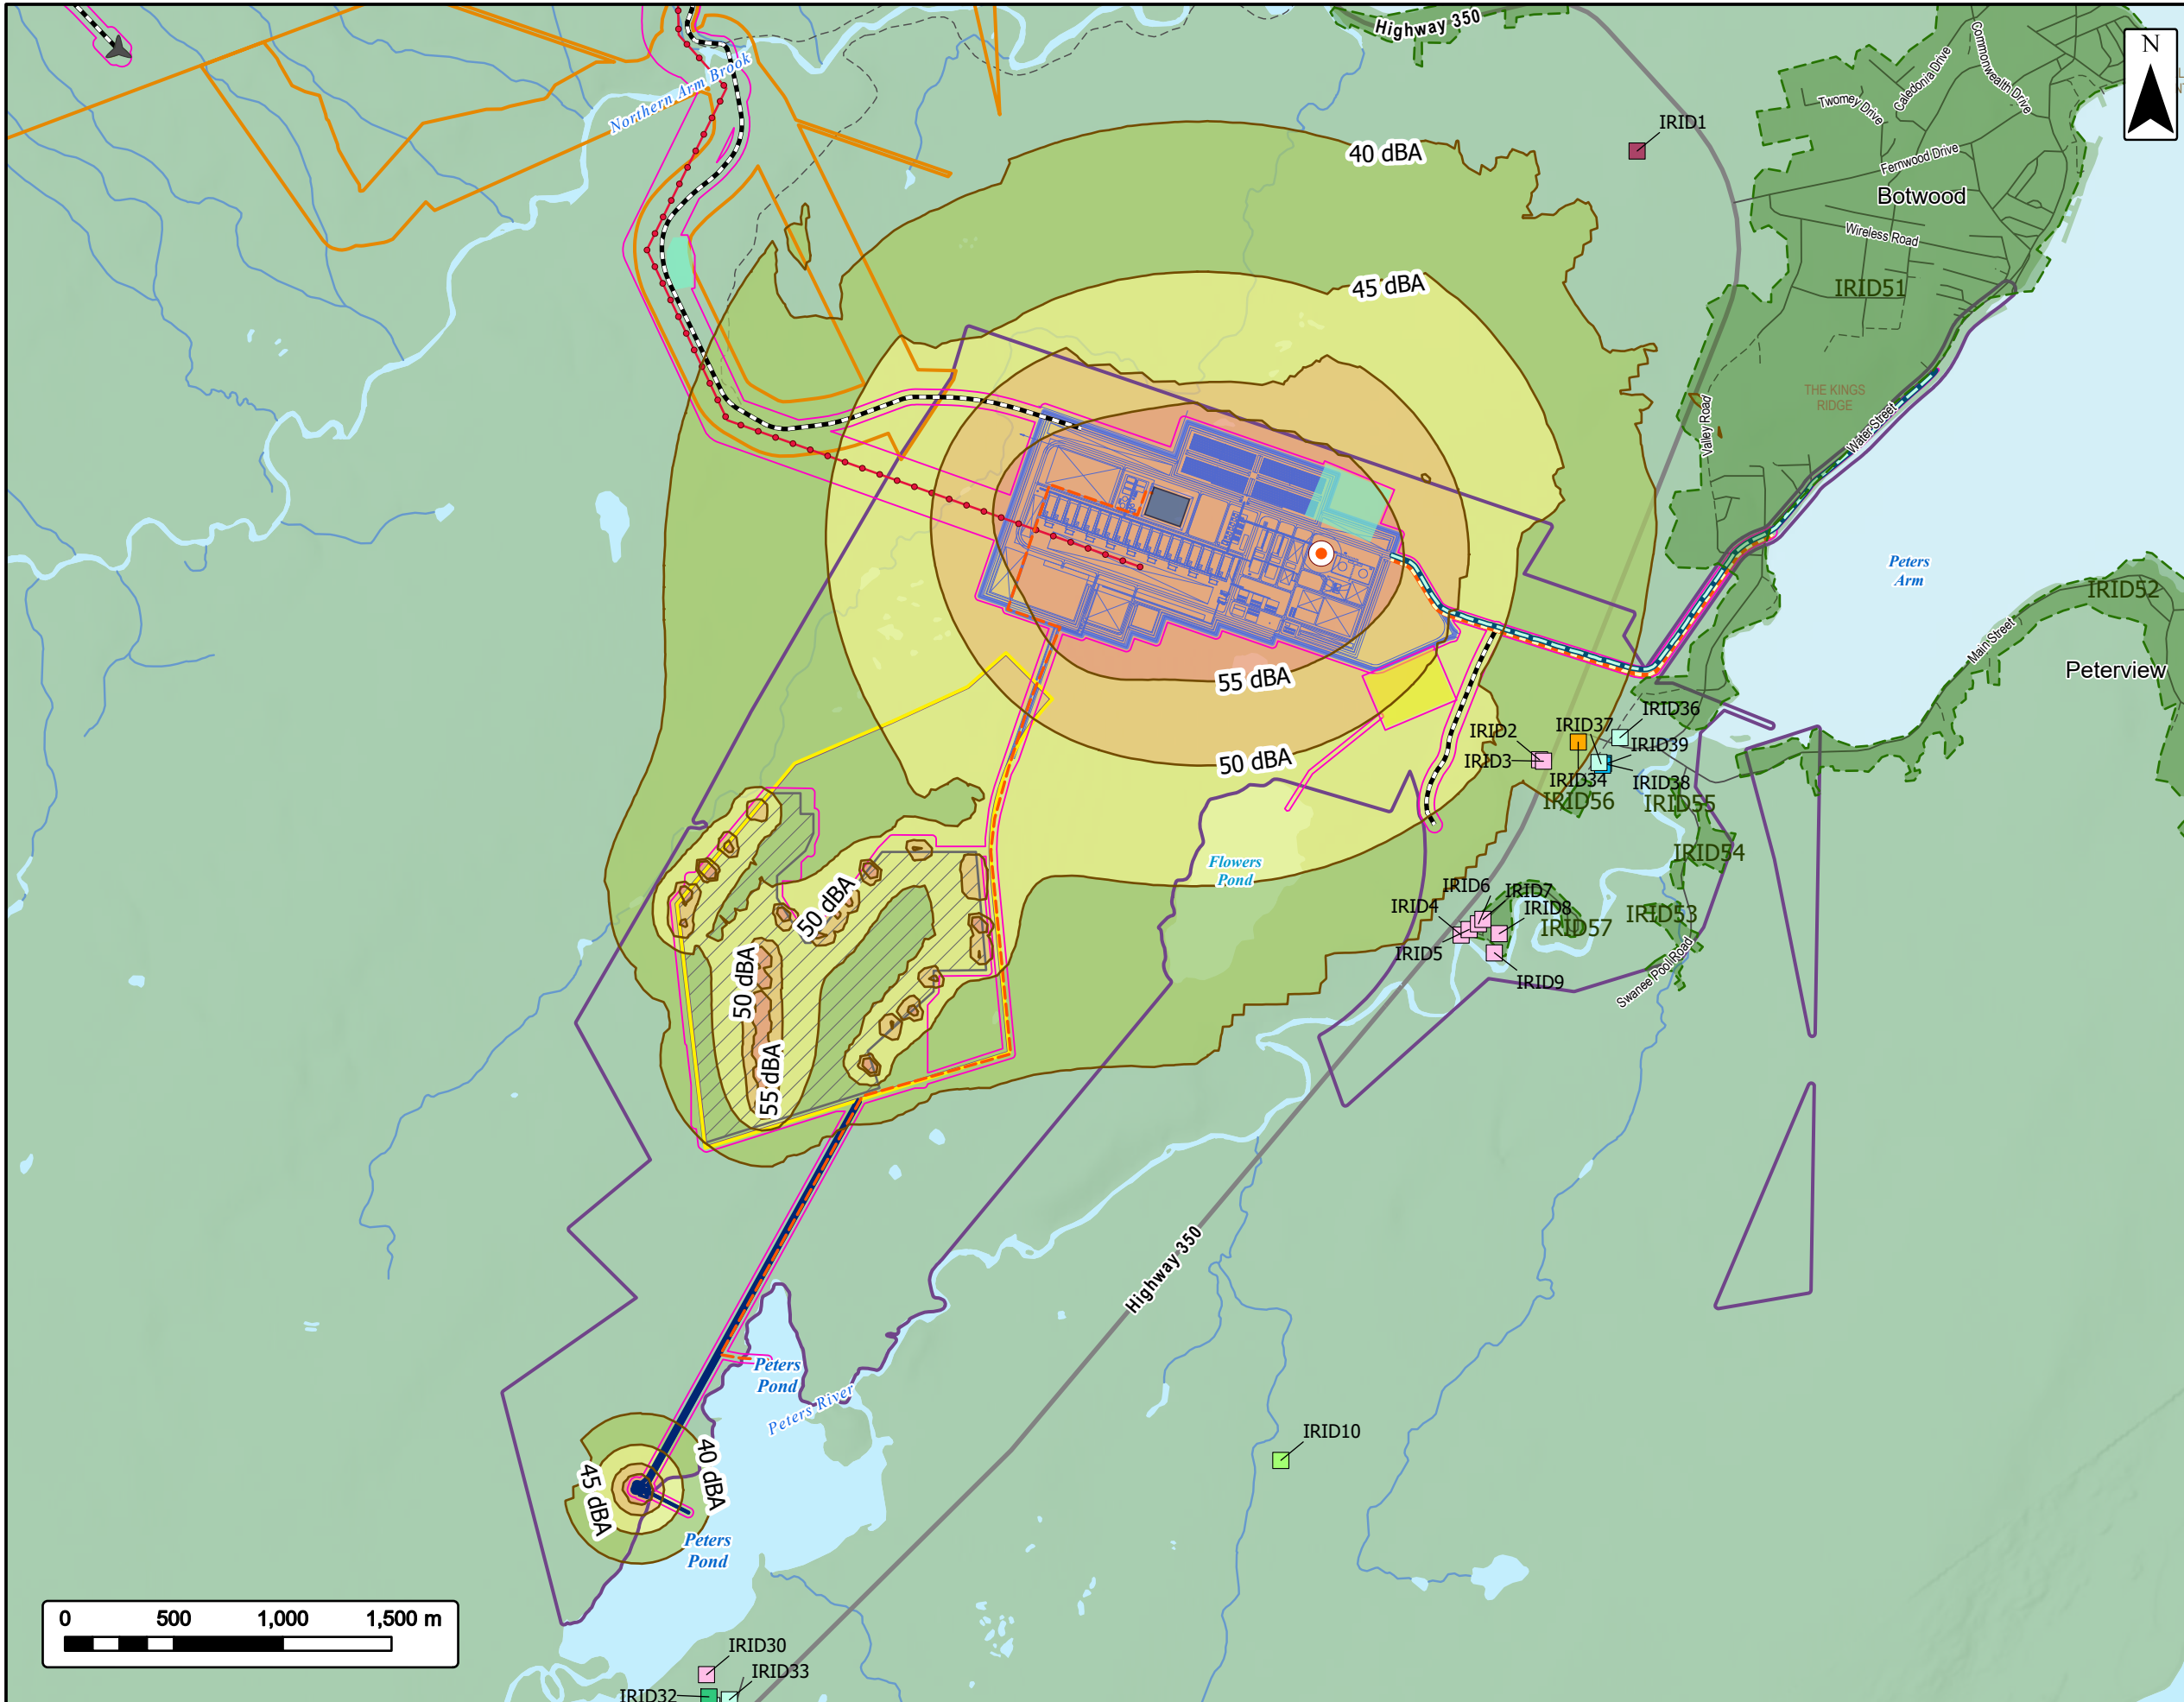 Highway 350
N
Northern Arm Brook
Commonwealth Drive
Caledonia Drive
Twomey Drive
IRID1
40 dBA
Fernwood Drive
Botwood
Wireless Road
45 dBA
IRID51
THE KINGS
RIDGE
Valley Road
Water Street
Peters
Arm
IRID52
Main Street
Peterview
55 dBA
IRID36
IRID37
IRID2
IRID39
IRID3
50 dBA
IRID34
IRID38
IRID56
IRID55
IRID54
Flowers
Pond
IRID6
IRID7
IRID4
IRID8
50 dBA
IRID53
IRID57
IRID5
50 dBA
IRID9
Swanee Pool Road
55 dBA
Highway 350
Peters
Pond
Peters River
IRID10
40 dBA
45 dBA
Peters
Pond
0 500 1,000 1,500 m
IRID30
IRID33
IRID32